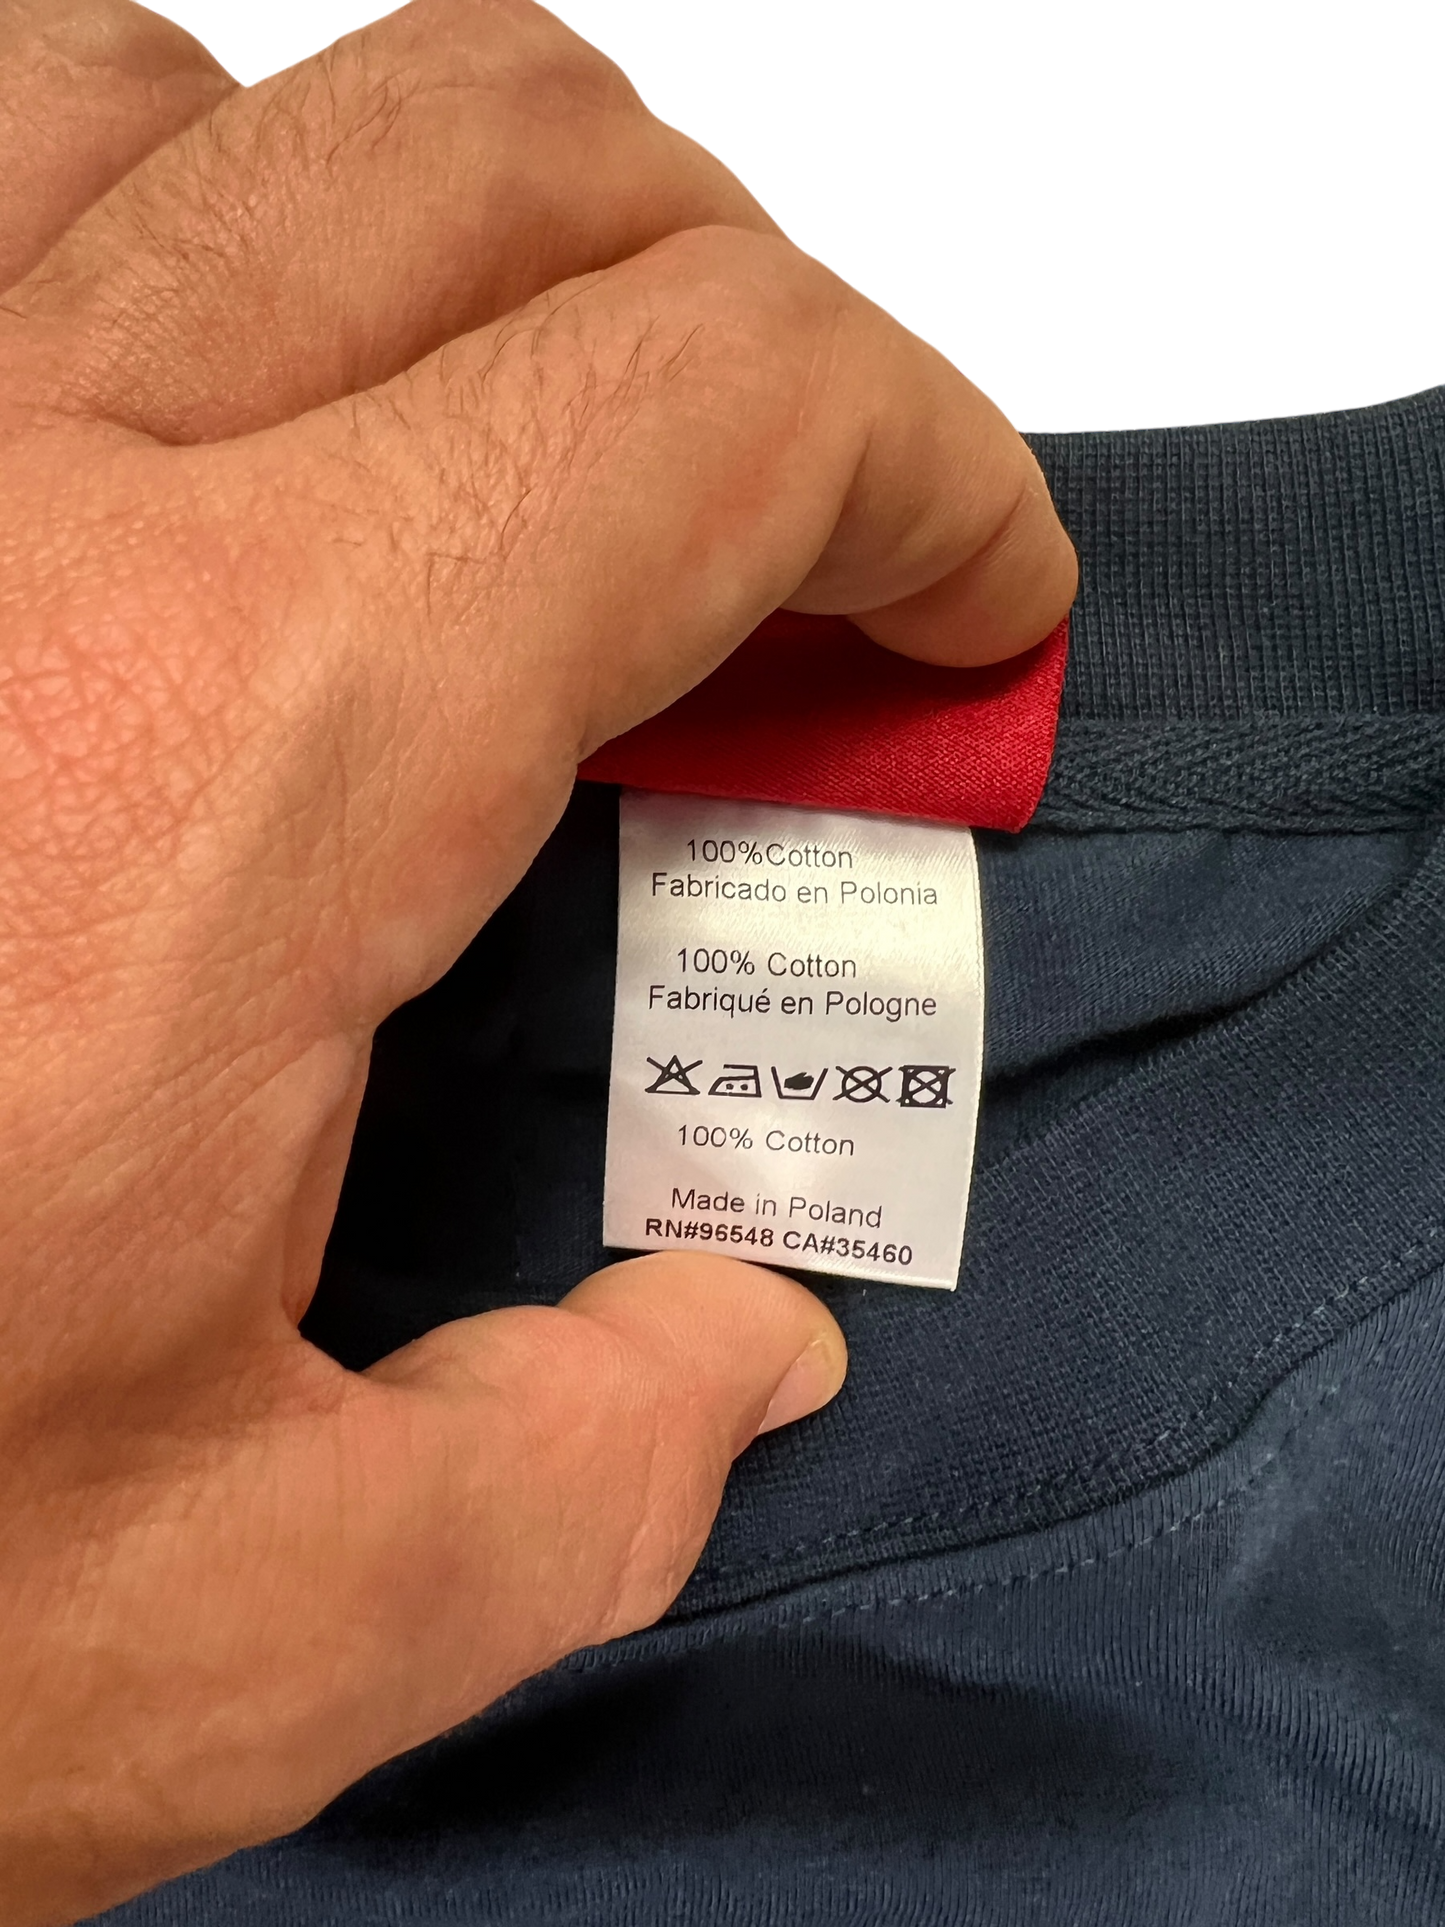 100%Cotton
Fabricado en Polonia
100% Cotton
Fabriqué en Pologne
100% Cotton
Made in Poland
RN#96548 CA#35460